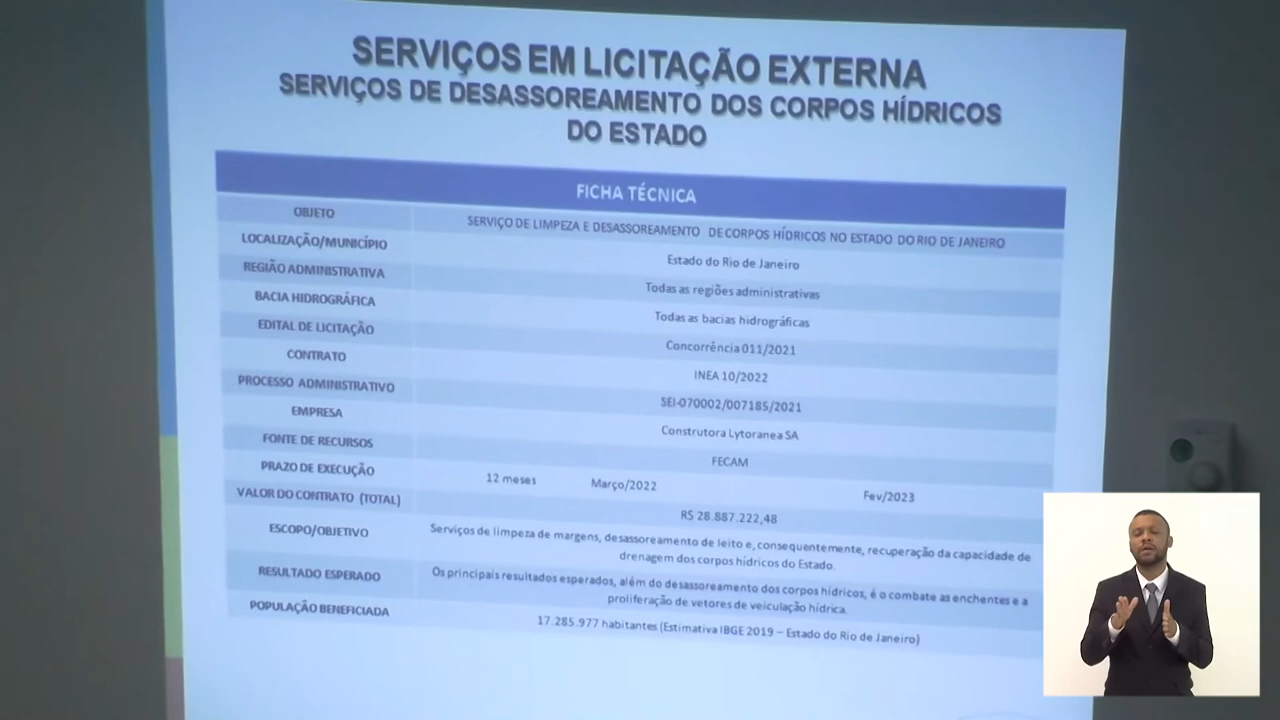 SERVIÇOS EM LICITAÇÃO EXTERNA
SERVIÇOS DE DESASSOREAMENTO DOS CORPOS HÍDRICOS
DO ESTADO
FICHA TÉCNICA
OBJETO
SERVIÇO DE LIMPEZA E DESASSOREAMENTO DE CORPOS HÍDRICOS NO ESTADO DO RIO DE JANEIRO
LOCALIZAÇÃO/MUNICÍPIO
Estado do Rio de Janeiro
REGIÃO ADMINISTRATIVA
Todas as regiões administrativas
BACIA HIDROGRÁFICA
Todas as bacias hidrográficas
EDITAL DE LICITAÇÃO
Concorrência 011/2021
CONTRATO
INEA 10/2022
PROCESSO ADMINISTRATIVO
SEI-070002/007185/2021
EMPRESA
Construtora Lytoranea SA
FONTE DE RECURSOS
FECAM
PRAZO DE EXECUÇÃO
12 meses Março/2022 Fev/2023
VALOR DO CONTRATO (TOTAL)
R$ 28.887.222,48
ESCOPO/OBJETIVO
Serviços de limpeza de margens, desassoreamento de leito e, consequentemente, recuperação da capacidade de
drenagem dos corpos hídricos do Estado.
RESULTADO ESPERADO
Os principais resultados esperados, além do desassoreamento dos corpos hídricos, é o combate as enchentes e a
proliferação de vetores de veiculação hídrica.
POPULAÇÃO BENEFICIADA
17.285.977 habitantes (Estimativa IBGE 2019 – Estado do Rio de Janeiro)